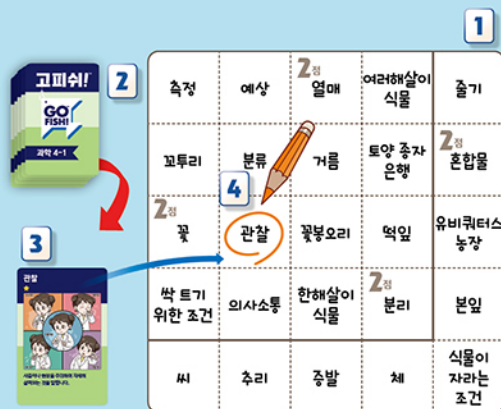 1
고피쉬!
GO
FISH!
과학 4-1
2
측정
예상
2점
열매
여러해살이
식물
줄기
꼬투리
분류
거름
토양 종자
은행
2점
혼합물
2점
꽃
4
관찰
꽃봉오리
떡잎
유비쿼터스
농장
3
관찰
싹 트기
위한 조건
의사소통
한해살이
식물
2점
분리
본잎
씨
추리
증발
체
식물이
자라는
조건